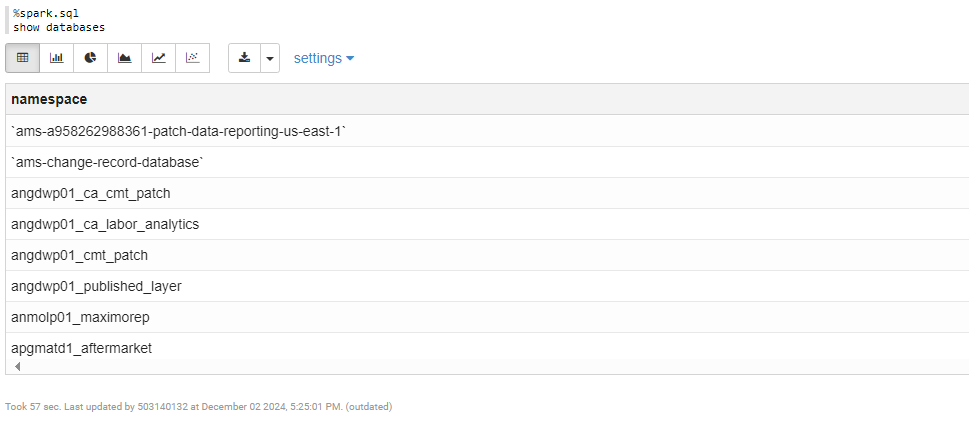 %spark.sql
show databases
settings
namespace
`ams-a958262988361-patch-data-reporting-us-east-1`
`ams-change-record-database`
angdwp01_ca_cmt_patch
angdwp01_ca_labor_analytics
angdwp01_cmt_patch
angdwp01_published_layer
anmolp01_maximorep
apgmatd1_aftermarket
Took 57 sec. Last updated by 503140132 at December 02 2024, 5:25:01 PM. (outdated)